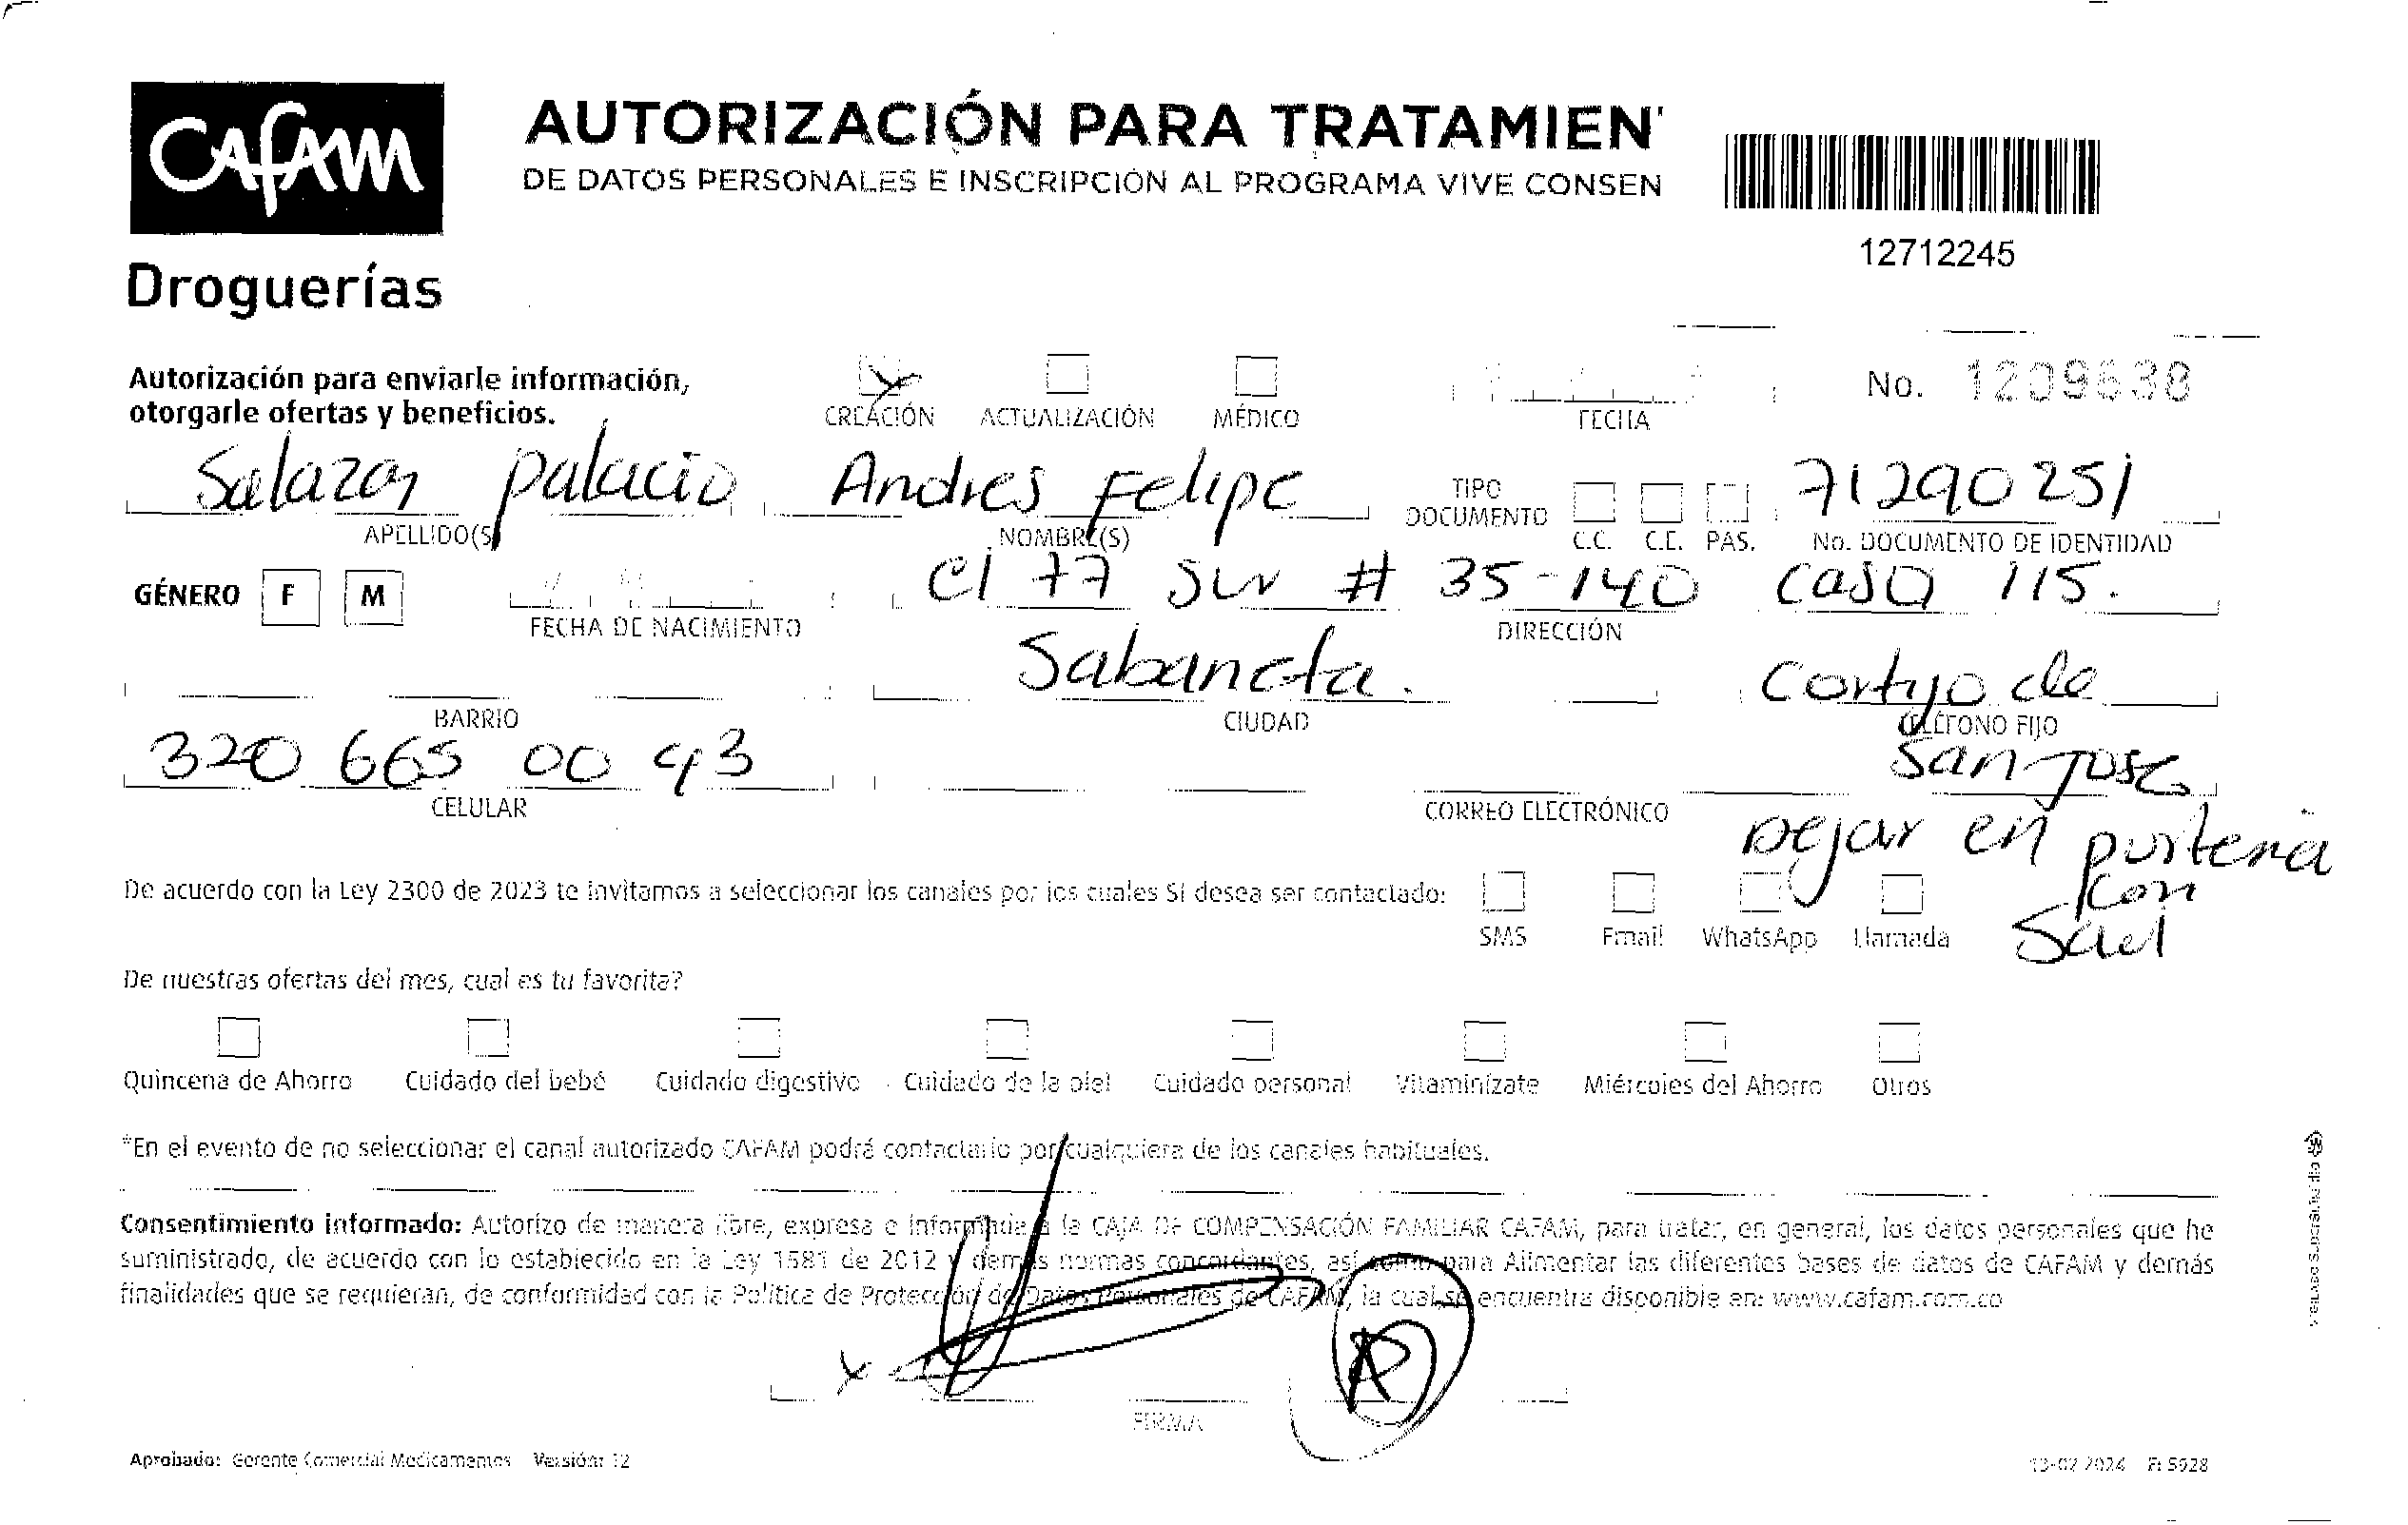 CAFAM
Droguerías
AUTORIZACIÓN PARA TRATAMIEN
DE DATOS PERSONALES E INSCRIPCIÓN AL PROGRAMA VIVE CONSEN
12712245
Autorización para enviarle información,
otorgarle ofertas y beneficios.
CREACIÓN ACTUALIZACIÓN MÉDICO FECHA No. 1209638
Salazar palacio Andres Felipe TIPO DOCUMENTO C.C. C.E. PAS. 71290251
APELLIDO(S) NOMBRE(S) No. DOCUMENTO DE IDENTIDAD
GÉNERO F M Cl 77 sur # 35-140 casa 115.
FECHA DE NACIMIENTO DIRECCIÓN
Sabaneta. Cortijo de
BARRIO CIUDAD TELÉFONO FIJO
320 665 00 43 San Jose
CELULAR CORREO ELECTRÓNICO
Dejar en porteria
con
De acuerdo con la Ley 2300 de 2023 te invitamos a seleccionar los canales por los cuales SI desea ser contactado:
SMS Email WhatsApp Llamada
De nuestras ofertas del mes, cual es tu favorita?
Quincena de Ahorro Cuidado del bebé Cuidado digestivo Cuidado de la piel Cuidado personal Vitaminízate Miércoles del Ahorro Otros
*En el evento de no seleccionar el canal autorizado CAFAM podrá contactarlo por cualquiera de los canales habituales.
Consentimiento informado: Autorizo de manera libre, expresa e informada a la CAJA DE COMPENSACIÓN FAMILIAR CAFAM, para tratar, en general, los datos personales que he
suministrado, de acuerdo con lo establecido en la Ley 1581 de 2012 y demás normas concordantes, así como para Alimentar las diferentes bases de datos de CAFAM y demás
finalidades que se requieran, de conformidad con la Política de Protección de Datos Personales de CAFAM, la cual se encuentra disponible en: www.cafam.com.co
X
FIRMA
Aprobado: Gerente Comercial Medicamentos Versión: 12
13-02-2024 F: 5928